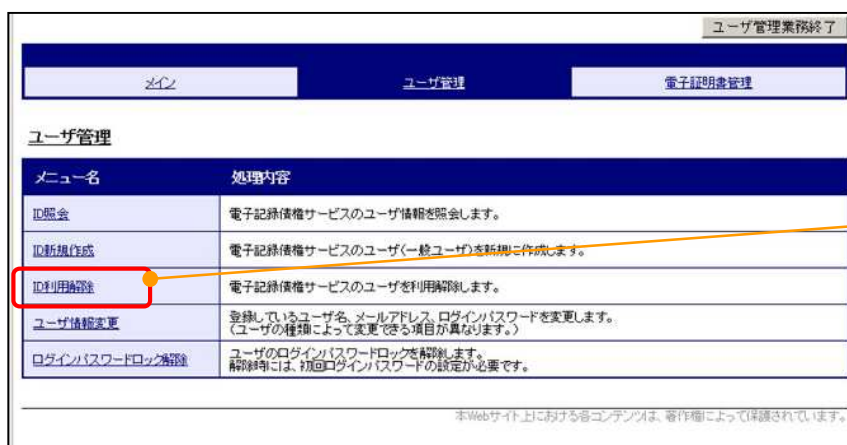 ユーザ管理業務終了
メイン ユーザ管理 電子証明書管理
ユーザ管理
メニュー名 処理内容
ID照会 電子記録債権サービスのユーザ情報を照会します。
ID新規作成 電子記録債権サービスのユーザ(一般ユーザ)を新規に作成します。
ID利用解除 電子記録債権サービスのユーザを利用解除します。
ユーザ情報変更 登録しているユーザ名、メールアドレス、ログインパスワードを変更します。
(ユーザの種類によって変更できる項目が異なります。)
ログインパスワードロック解除 ユーザのログインパスワードロックを解除します。
解除時には、初回ログインパスワードの設定が必要です。
本Webサイト上における各コンテンツは、著作権によって保護されています。